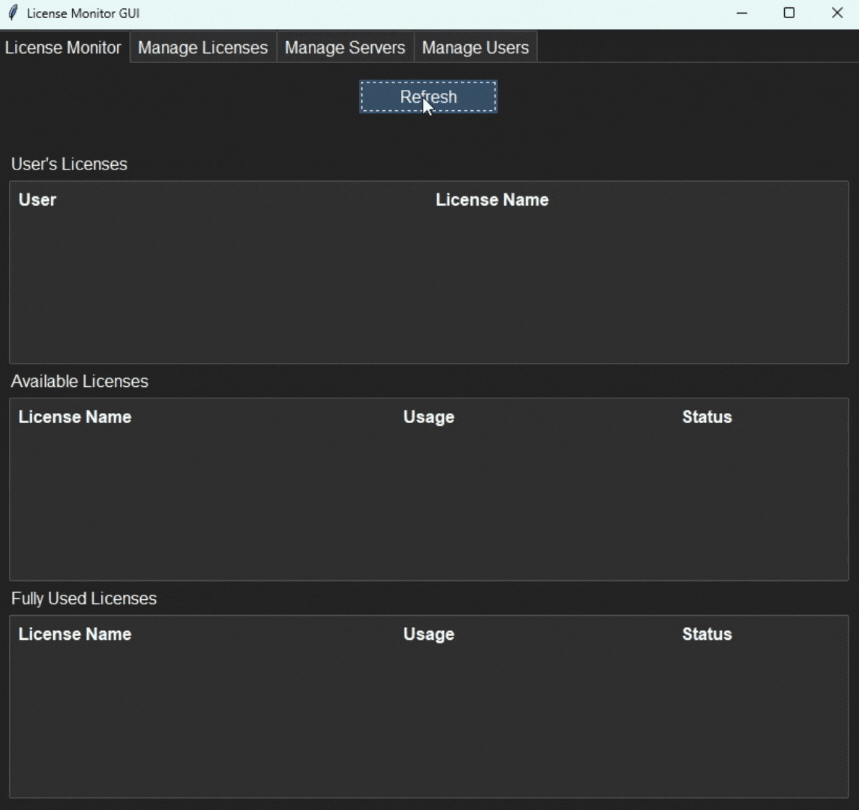 License Monitor GUI
License Monitor Manage Licenses Manage Servers Manage Users
Refresh
User's Licenses
User License Name
Available Licenses
License Name Usage Status
Fully Used Licenses
License Name Usage Status